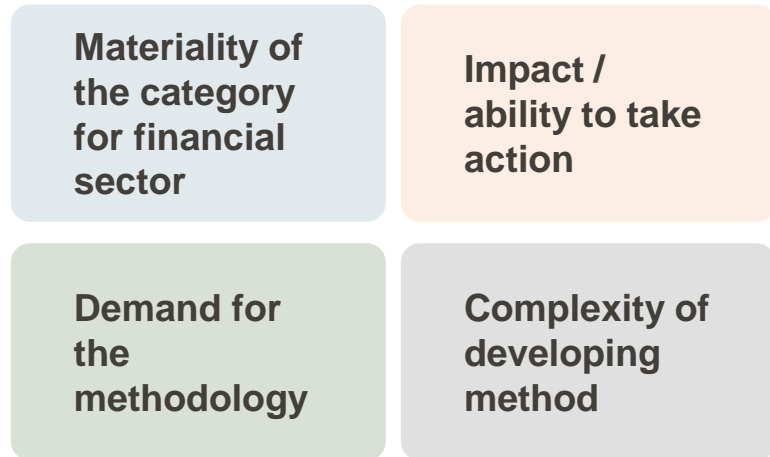 Materiality of
the category
for financial
sector
Impact /
ability to take
action
Demand for
the
methodology
Complexity of
developing
method